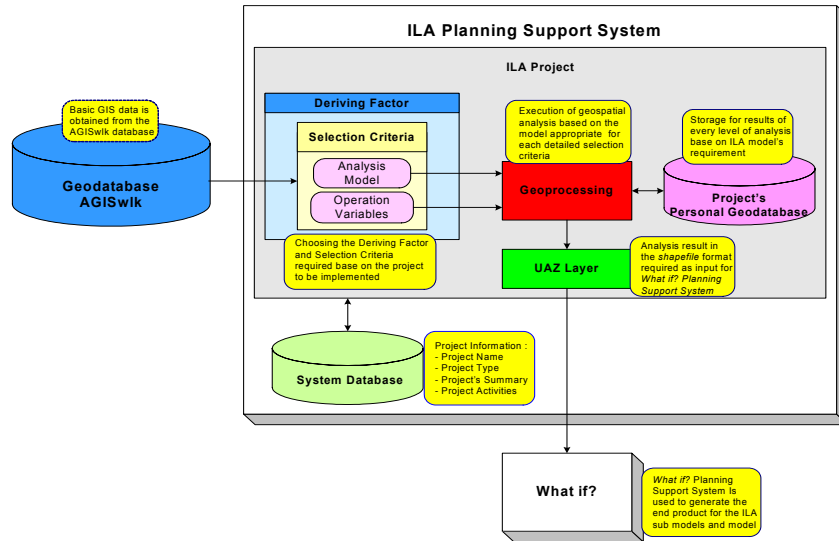 ILA Planning Support System
ILA Project
Basic GIS data is
obtained from the
AGISwlk database
Geodatabase
AGISwlk
Deriving Factor
Selection Criteria
Analysis
Model
Operation
Variables
Choosing the Deriving Factor
and Selection Criteria
required base on the project
to be implemented
Execution of geospatial
analysis based on the
model appropriate for
each detailed selection
criteria
Geoprocessing
Storage for results of
every level of analysis
base on ILA model's
requirement
Project's
Personal Geodatabase
UAZ Layer
Analysis result in
the shapefile format
required as input for
What if? Planning
Support System
System Database
Project Information :
- Project Name
- Project Type
- Project's Summary
- Project Activities
What if?
What if? Planning
Support System Is
used to generate the
end product for the ILA
sub models and model